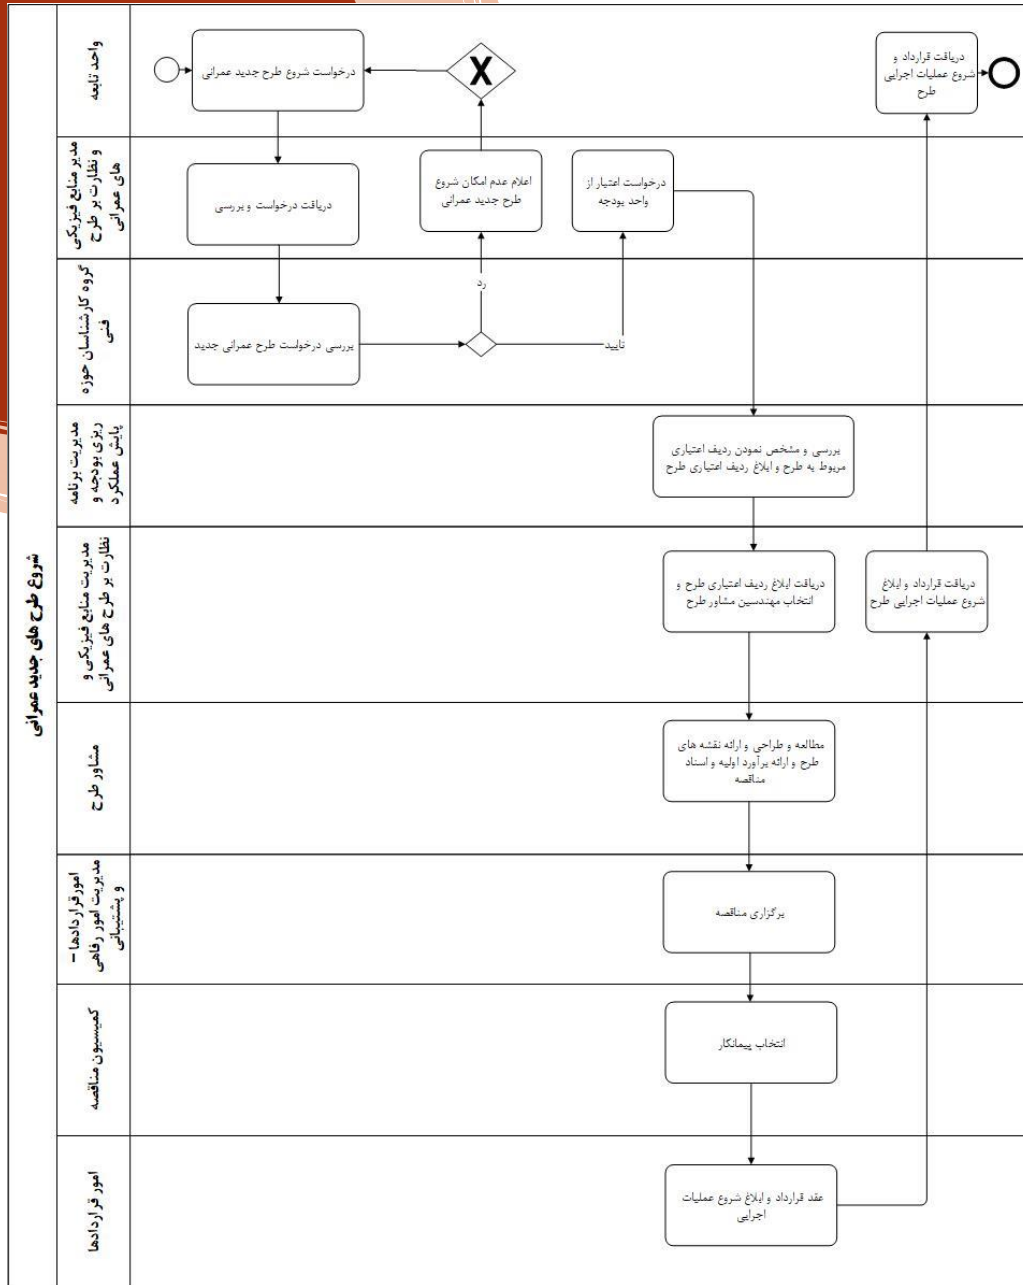 شروع طرح های جدید عمرانی
واحد تابعه
درخواست شروع طرح جدید عمرانی
X
دریافت قرارداد و
شروع عملیات اجرایی
طرح
مدیر منابع فیزیکی
و نظارت بر طرح
های عمرانی
دریافت درخواست و بررسی
اعلام عدم امکان شروع
طرح جدید عمرانی
درخواست اعتبار از
واحد بودجه
گروه کارشناسان حوزه
فنی
بررسی درخواست طرح عمرانی جدید
رد
تایید
مدیریت برنامه
ریزی بودجه و
پایش عملکرد
بررسی و مشخص نمودن ردیف اعتباری
مربوط به طرح و ابلاغ ردیف اعتباری طرح
مدیریت منابع فیزیکی و
نظارت بر طرح های عمرانی
دریافت ابلاغ ردیف اعتباری طرح و
انتخاب مهندسین مشاور طرح
دریافت قرارداد و ابلاغ
شروع عملیات اجرایی طرح
مشاور طرح
مطالعه و طراحی و ارائه نقشه های
طرح و ارائه برآورد اولیه و اسناد
مناقصه
امورقراردادها –
مدیریت امور رفاهی
و پشتیبانی
برگزاری مناقصه
کمیسیون مناقصه
انتخاب پیمانگار
امور قراردادها
عقد قرارداد و ابلاغ شروع عملیات
اجرایی